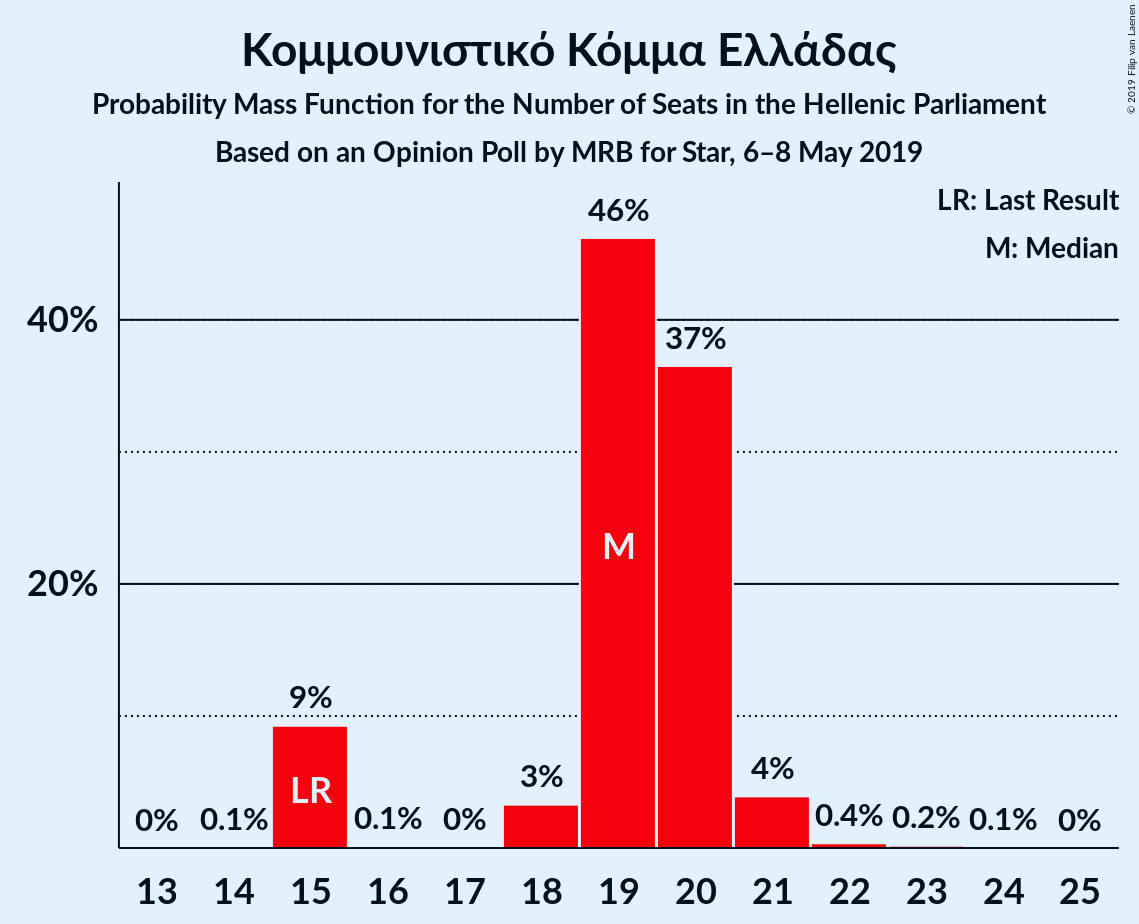 Κομμουνιστικό Κόμμα Ελλάδας
Probability Mass Function for the Number of Seats in the Hellenic Parliament
Based on an Opinion Poll by MRB for Star, 6–8 May 2019
© 2019 Filip van Laenen
LR: Last Result
M: Median
40%
20%
0%
0.1%
9%
0.1%
0%
3%
46%
37%
4%
0.4%
0.2%
0.1%
0%
LR
M
13 14 15 16 17 18 19 20 21 22 23 24 25